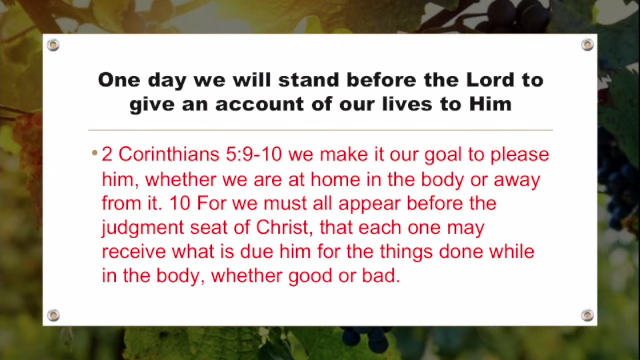 One day we will stand before the Lord to
give an account of our lives to Him
•2 Corinthians 5:9-10 we make it our goal to please
him, whether we are at home in the body or away
from it. 10 For we must all appear before the
judgment seat of Christ, that each one may
receive what is due him for the things done while
in the body, whether good or bad.